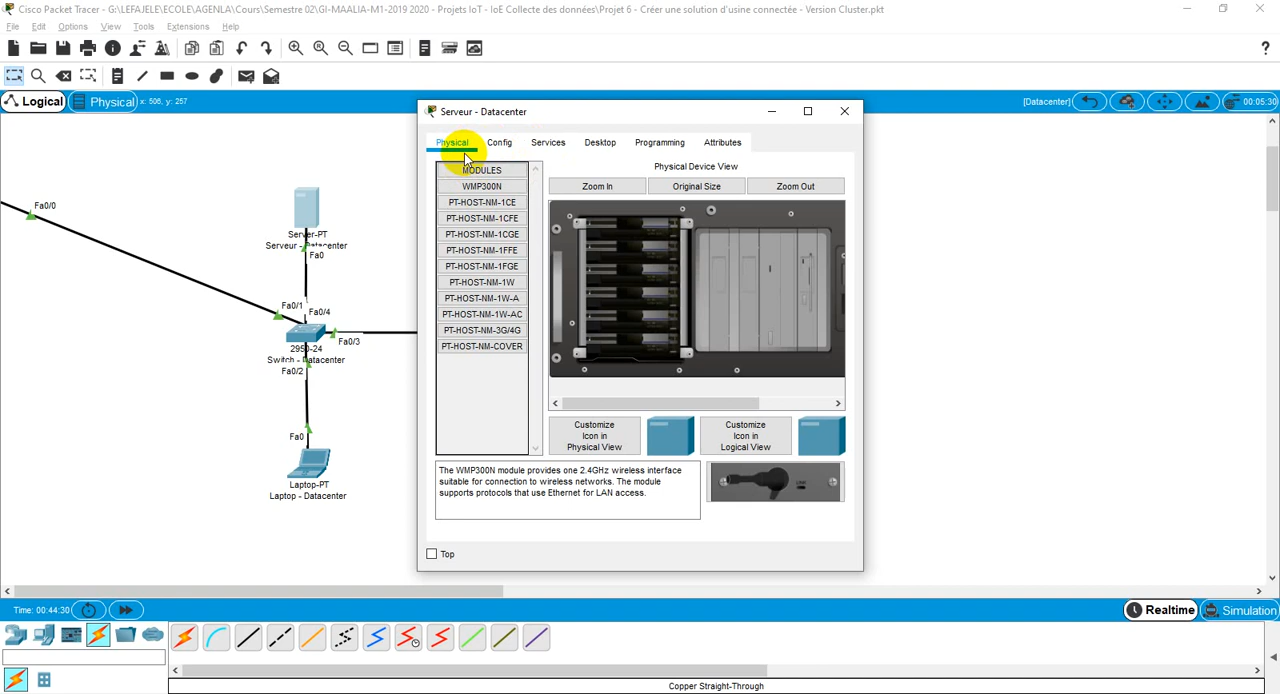 Cisco Packet Tracer - G:\LEFAJELE\ECOLE\AGENLA\Cours\Semestre 02\GI-MAALIA-M1-2019 2020 - Projets IoT - IoE Collecte des données\Projet 6 - Créer une solution d'usine connectée - Version Cluster.pkt
File Edit Options View Tools Extensions Help
?
Logical Physical x: 506, y: 257 [Datacenter] 00:05:30
Serveur - Datacenter
Physical Config Services Desktop Programming Attributes
MODULES
WMP300N
PT-HOST-NM-1CE
PT-HOST-NM-1CFE
PT-HOST-NM-1CGE
PT-HOST-NM-1FFE
PT-HOST-NM-1FGE
PT-HOST-NM-1W
PT-HOST-NM-1W-A
PT-HOST-NM-1W-AC
PT-HOST-NM-3G/4G
PT-HOST-NM-COVER
Physical Device View
Zoom In Original Size Zoom Out
Customize
Icon in
Physical View
Customize
Icon in
Logical View
The WMP300N module provides one 2.4GHz wireless interface
suitable for connection to wireless networks. The module
supports protocols that use Ethernet for LAN access.
Top
Fa0/0
Server-PT
Serveur - Datacenter
Fa0
Fa0/1
Fa0/4
Fa0/3
2950-24
Switch - Datacenter
Fa0/2
Fa0
Laptop-PT
Laptop - Datacenter
Time: 00:44:30 Realtime Simulation
Copper Straight-Through